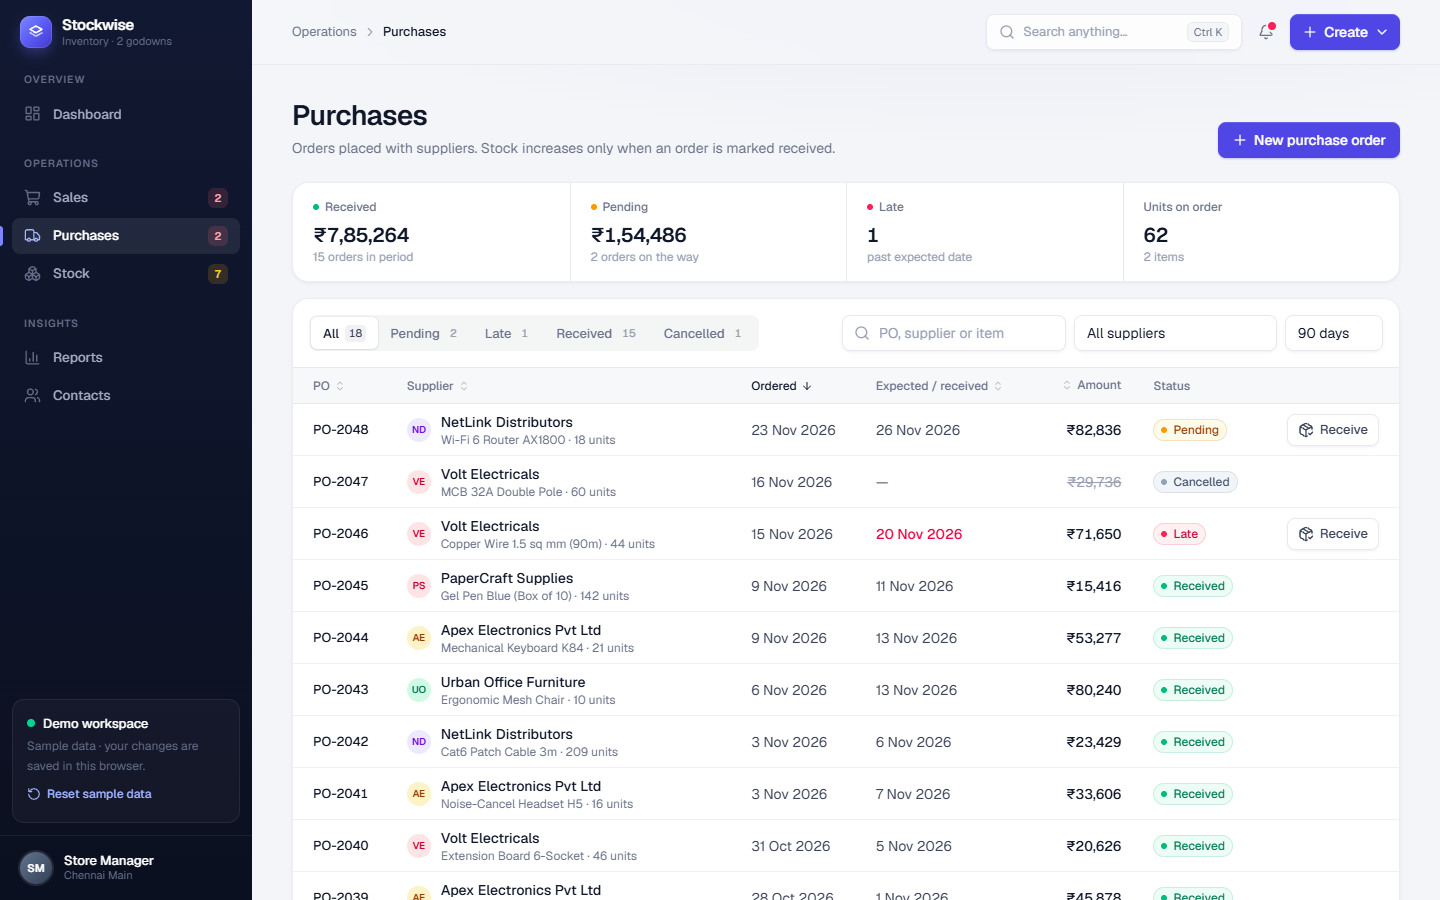 Stockwise
Inventory · 2 godowns
OVERVIEW
Dashboard
OPERATIONS
Sales 2
Purchases 2
Stock 7
INSIGHTS
Reports
Contacts
Demo workspace
Sample data · your changes are
saved in this browser.
Reset sample data
SM
Store Manager
Chennai Main
Operations > Purchases
Search anything... Ctrl K
Create
Purchases
Orders placed with suppliers. Stock increases only when an order is marked received.
New purchase order
Received
₹7,85,264
15 orders in period
Pending
₹1,54,486
2 orders on the way
Late
1
past expected date
Units on order
62
2 items
All 18 Pending 2 Late 1 Received 15 Cancelled 1
PO, supplier or item
All suppliers
90 days
PO Supplier Ordered Expected / received Amount Status
PO-2048 ND NetLink Distributors 23 Nov 2026 26 Nov 2026 ₹82,836 Pending Receive
Wi-Fi 6 Router AX1800 · 18 units
PO-2047 VE Volt Electricals 16 Nov 2026 — ₹29,736 Cancelled
MCB 32A Double Pole · 60 units
PO-2046 VE Volt Electricals 15 Nov 2026 20 Nov 2026 ₹71,650 Late Receive
Copper Wire 1.5 sq mm (90m) · 44 units
PO-2045 PS PaperCraft Supplies 9 Nov 2026 11 Nov 2026 ₹15,416 Received
Gel Pen Blue (Box of 10) · 142 units
PO-2044 AE Apex Electronics Pvt Ltd 9 Nov 2026 13 Nov 2026 ₹53,277 Received
Mechanical Keyboard K84 · 21 units
PO-2043 UO Urban Office Furniture 6 Nov 2026 13 Nov 2026 ₹80,240 Received
Ergonomic Mesh Chair · 10 units
PO-2042 ND NetLink Distributors 3 Nov 2026 6 Nov 2026 ₹23,429 Received
Cat6 Patch Cable 3m · 209 units
PO-2041 AE Apex Electronics Pvt Ltd 3 Nov 2026 7 Nov 2026 ₹33,606 Received
Noise-Cancel Headset H5 · 16 units
PO-2040 VE Volt Electricals 31 Oct 2026 5 Nov 2026 ₹20,626 Received
Extension Board 6-Socket · 46 units
PO-2039 AE Apex Electronics Pvt Ltd 28 Oct 2026 1 Nov 2026 ₹45,878 Received